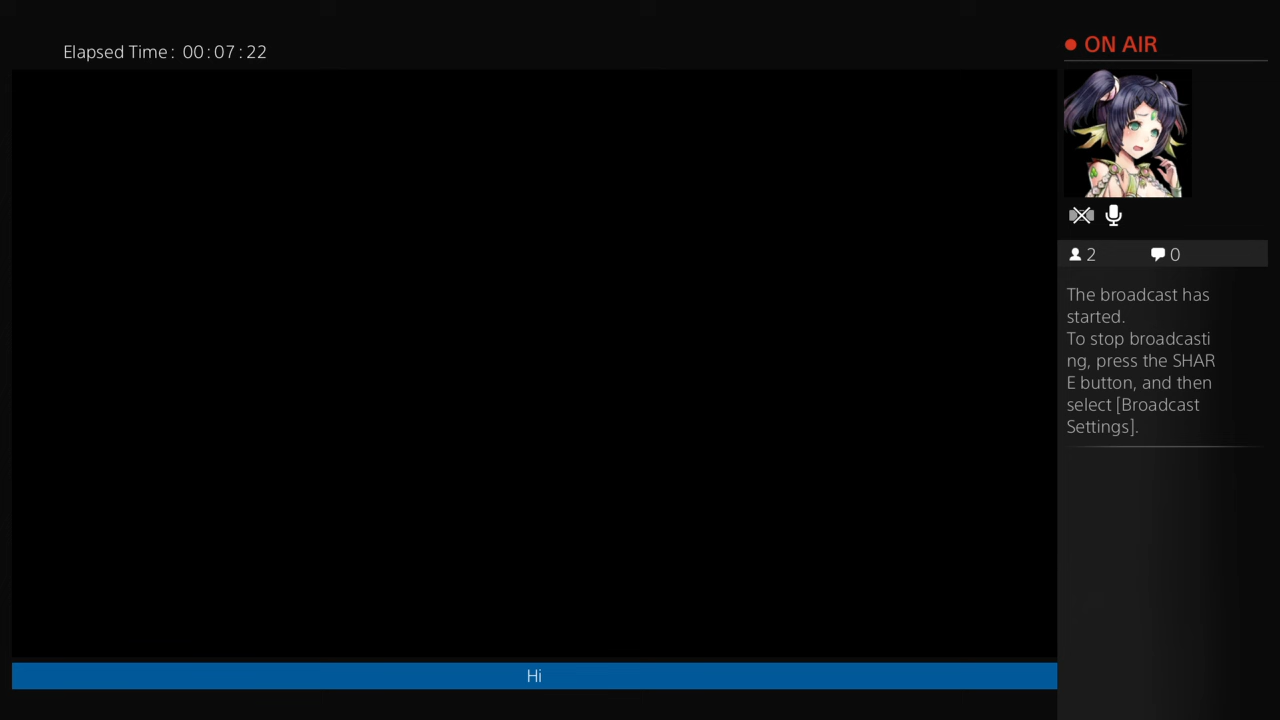 Elapsed Time: 00:07:22
ON AIR
2
0
The broadcast has
started.
To stop broadcasti
ng, press the SHAR
E button, and then
select [Broadcast
Settings].
Hi